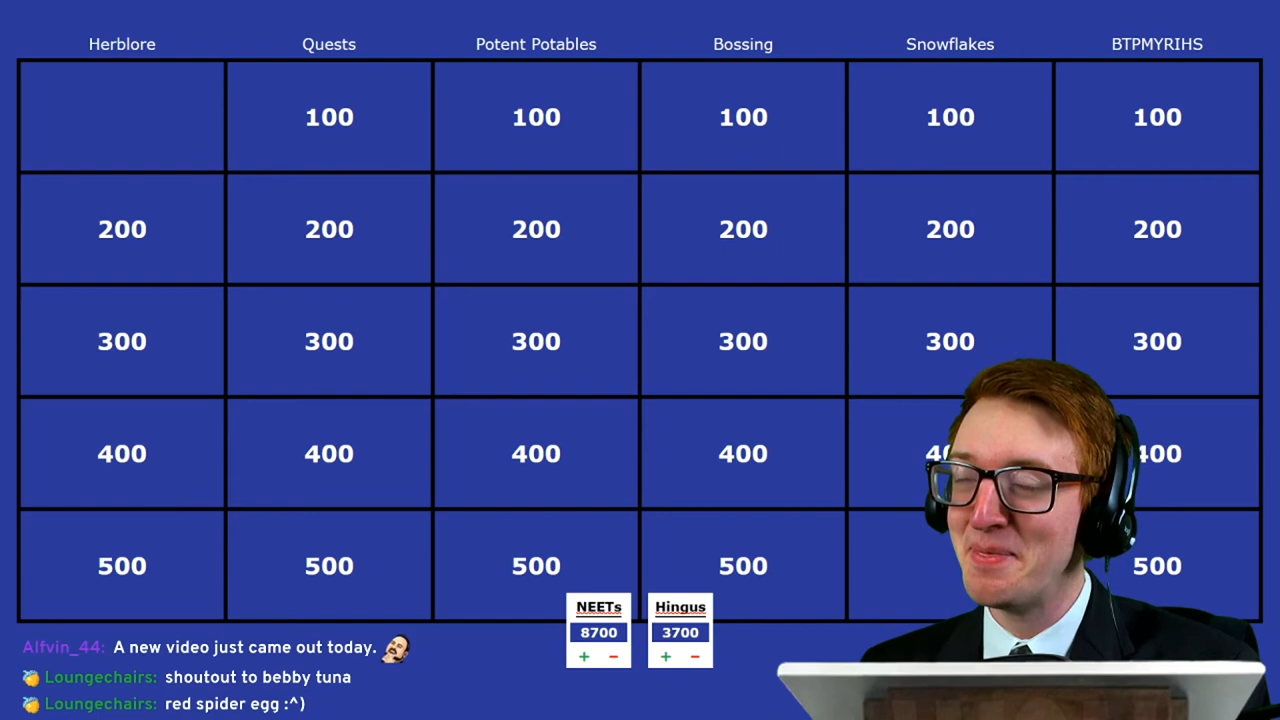 Herblore Quests Potent Potables Bossing Snowflakes BTPMYRIHS
100 100 100 100 100
200 200 200 200 200 200
300 300 300 300 300 300
400 400 400 400 40 400
500 500 500 500 500
NEETs Hingus
8700 3700
+ − + −
Alfvin_44: A new video just came out today.
Loungechairs: shoutout to bebby tuna
Loungechairs: red spider egg :^)